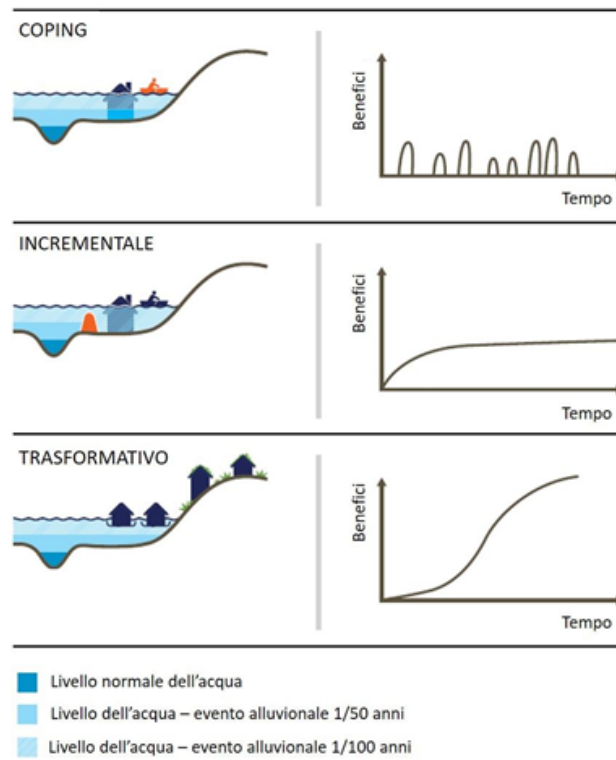 COPING
Benefici
Tempo
INCREMENTALE
Benefici
Tempo
TRASFORMATIVO
Benefici
Tempo
Livello normale dell'acqua
Livello dell'acqua – evento alluvionale 1/50 anni
Livello dell'acqua – evento alluvionale 1/100 anni